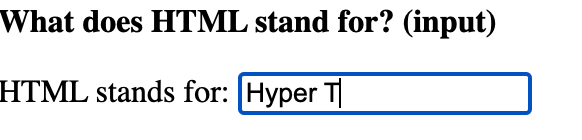 What does HTML stand for? (input)
HTML stands for: Hyper T